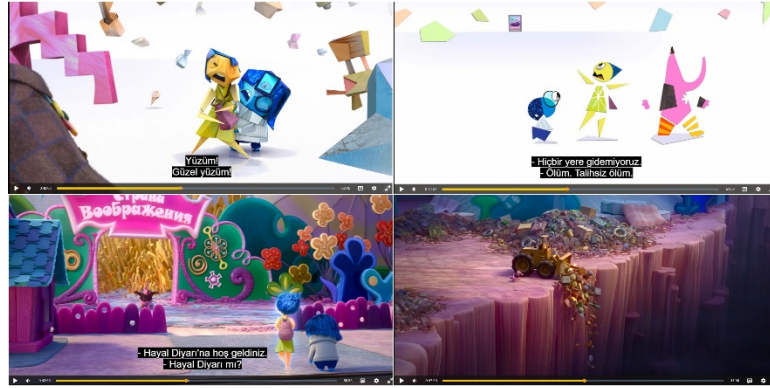 Yüzüm!
Güzel yüzüm!
- Hiçbir yere gidemiyoruz.
- Ölüm. Talihsiz ölüm.
Страна
Воображения
- Hayal Diyarı'na hoş geldiniz.
- Hayal Diyarı mı?